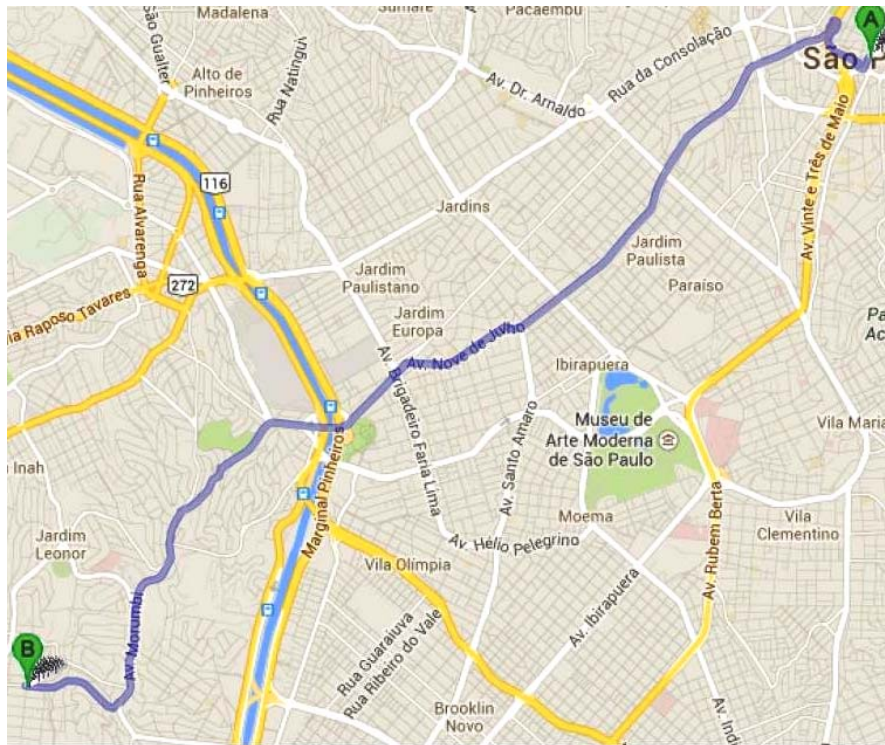 Madalena
Sumaré
Pacaembu
A
São Gualter
Rua Natingui
Alto de
Pinheiros
Rua da Consolação
São P
Av. Dr. Arnaldo
Av. Vinte e Três de Maio
116
Rua Alvarenga
Jardins
Jardim
Paulista
272
Jardim
Paulistano
Paraíso
ia Raposo Tavares
Jardim
Europa
Pa
Ac
Av. Nove de Julho
Av. Brigadeiro Faria Lima
Ibirapuera
Museu de
Arte Moderna
de São Paulo
Av. Santo Amaro
Vila Maria
Marginal Pinheiros
a Inah
Moema
Vila
Clementino
Jardim
Leonor
Av. Hélio Pelegrino
Av. Rubem Berta
Vila Olímpia
Av. Morumbi
Av. Ibirapuera
B
Rua Guaraiuva
Rua Ribeiro do Vale
Brooklin
Novo
Av. Ind